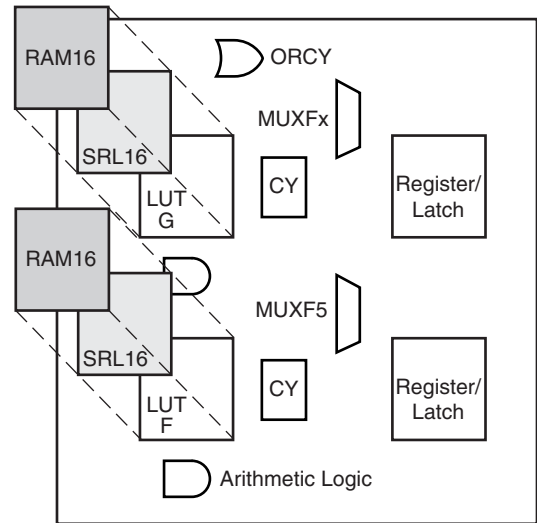 RAM16
ORCY
MUXFx
SRL16
LUT
G
CY
Register/
Latch
RAM16
MUXF5
SRL16
LUT
F
CY
Register/
Latch
Arithmetic Logic